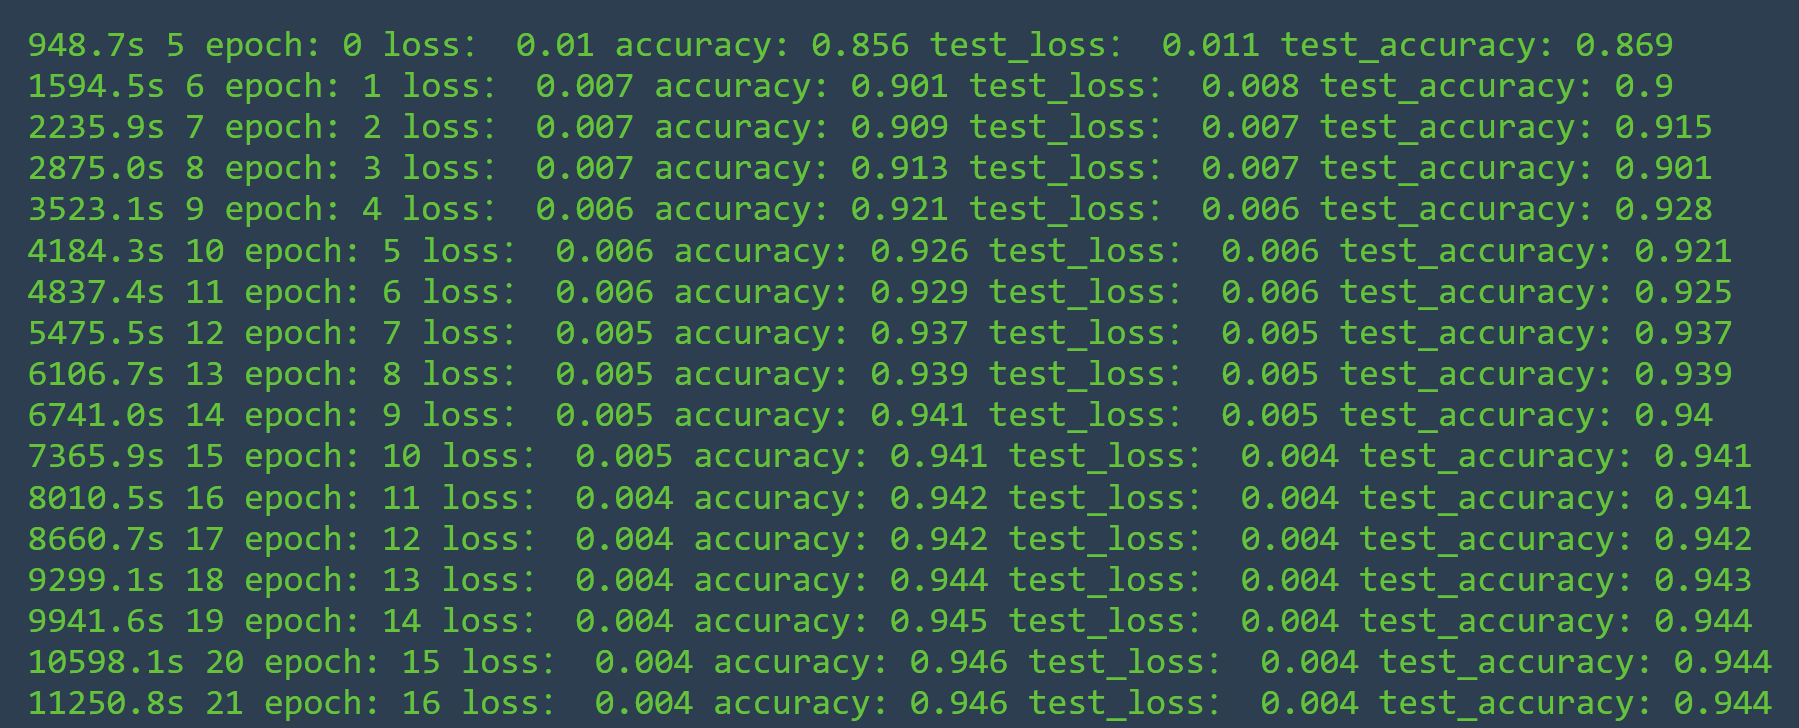 948.7s 5 epoch: 0 loss:  0.01 accuracy: 0.856 test_loss:  0.011 test_accuracy: 0.869
1594.5s 6 epoch: 1 loss:  0.007 accuracy: 0.901 test_loss:  0.008 test_accuracy: 0.9
2235.9s 7 epoch: 2 loss:  0.007 accuracy: 0.909 test_loss:  0.007 test_accuracy: 0.915
2875.0s 8 epoch: 3 loss:  0.007 accuracy: 0.913 test_loss:  0.007 test_accuracy: 0.901
3523.1s 9 epoch: 4 loss:  0.006 accuracy: 0.921 test_loss:  0.006 test_accuracy: 0.928
4184.3s 10 epoch: 5 loss:  0.006 accuracy: 0.926 test_loss:  0.006 test_accuracy: 0.921
4837.4s 11 epoch: 6 loss:  0.006 accuracy: 0.929 test_loss:  0.006 test_accuracy: 0.925
5475.5s 12 epoch: 7 loss:  0.005 accuracy: 0.937 test_loss:  0.005 test_accuracy: 0.937
6106.7s 13 epoch: 8 loss:  0.005 accuracy: 0.939 test_loss:  0.005 test_accuracy: 0.939
6741.0s 14 epoch: 9 loss:  0.005 accuracy: 0.941 test_loss:  0.005 test_accuracy: 0.94
7365.9s 15 epoch: 10 loss:  0.005 accuracy: 0.941 test_loss:  0.004 test_accuracy: 0.941
8010.5s 16 epoch: 11 loss:  0.004 accuracy: 0.942 test_loss:  0.004 test_accuracy: 0.941
8660.7s 17 epoch: 12 loss:  0.004 accuracy: 0.942 test_loss:  0.004 test_accuracy: 0.942
9299.1s 18 epoch: 13 loss:  0.004 accuracy: 0.944 test_loss:  0.004 test_accuracy: 0.943
9941.6s 19 epoch: 14 loss:  0.004 accuracy: 0.945 test_loss:  0.004 test_accuracy: 0.944
10598.1s 20 epoch: 15 loss:  0.004 accuracy: 0.946 test_loss:  0.004 test_accuracy: 0.944
11250.8s 21 epoch: 16 loss:  0.004 accuracy: 0.946 test_loss:  0.004 test_accuracy: 0.944